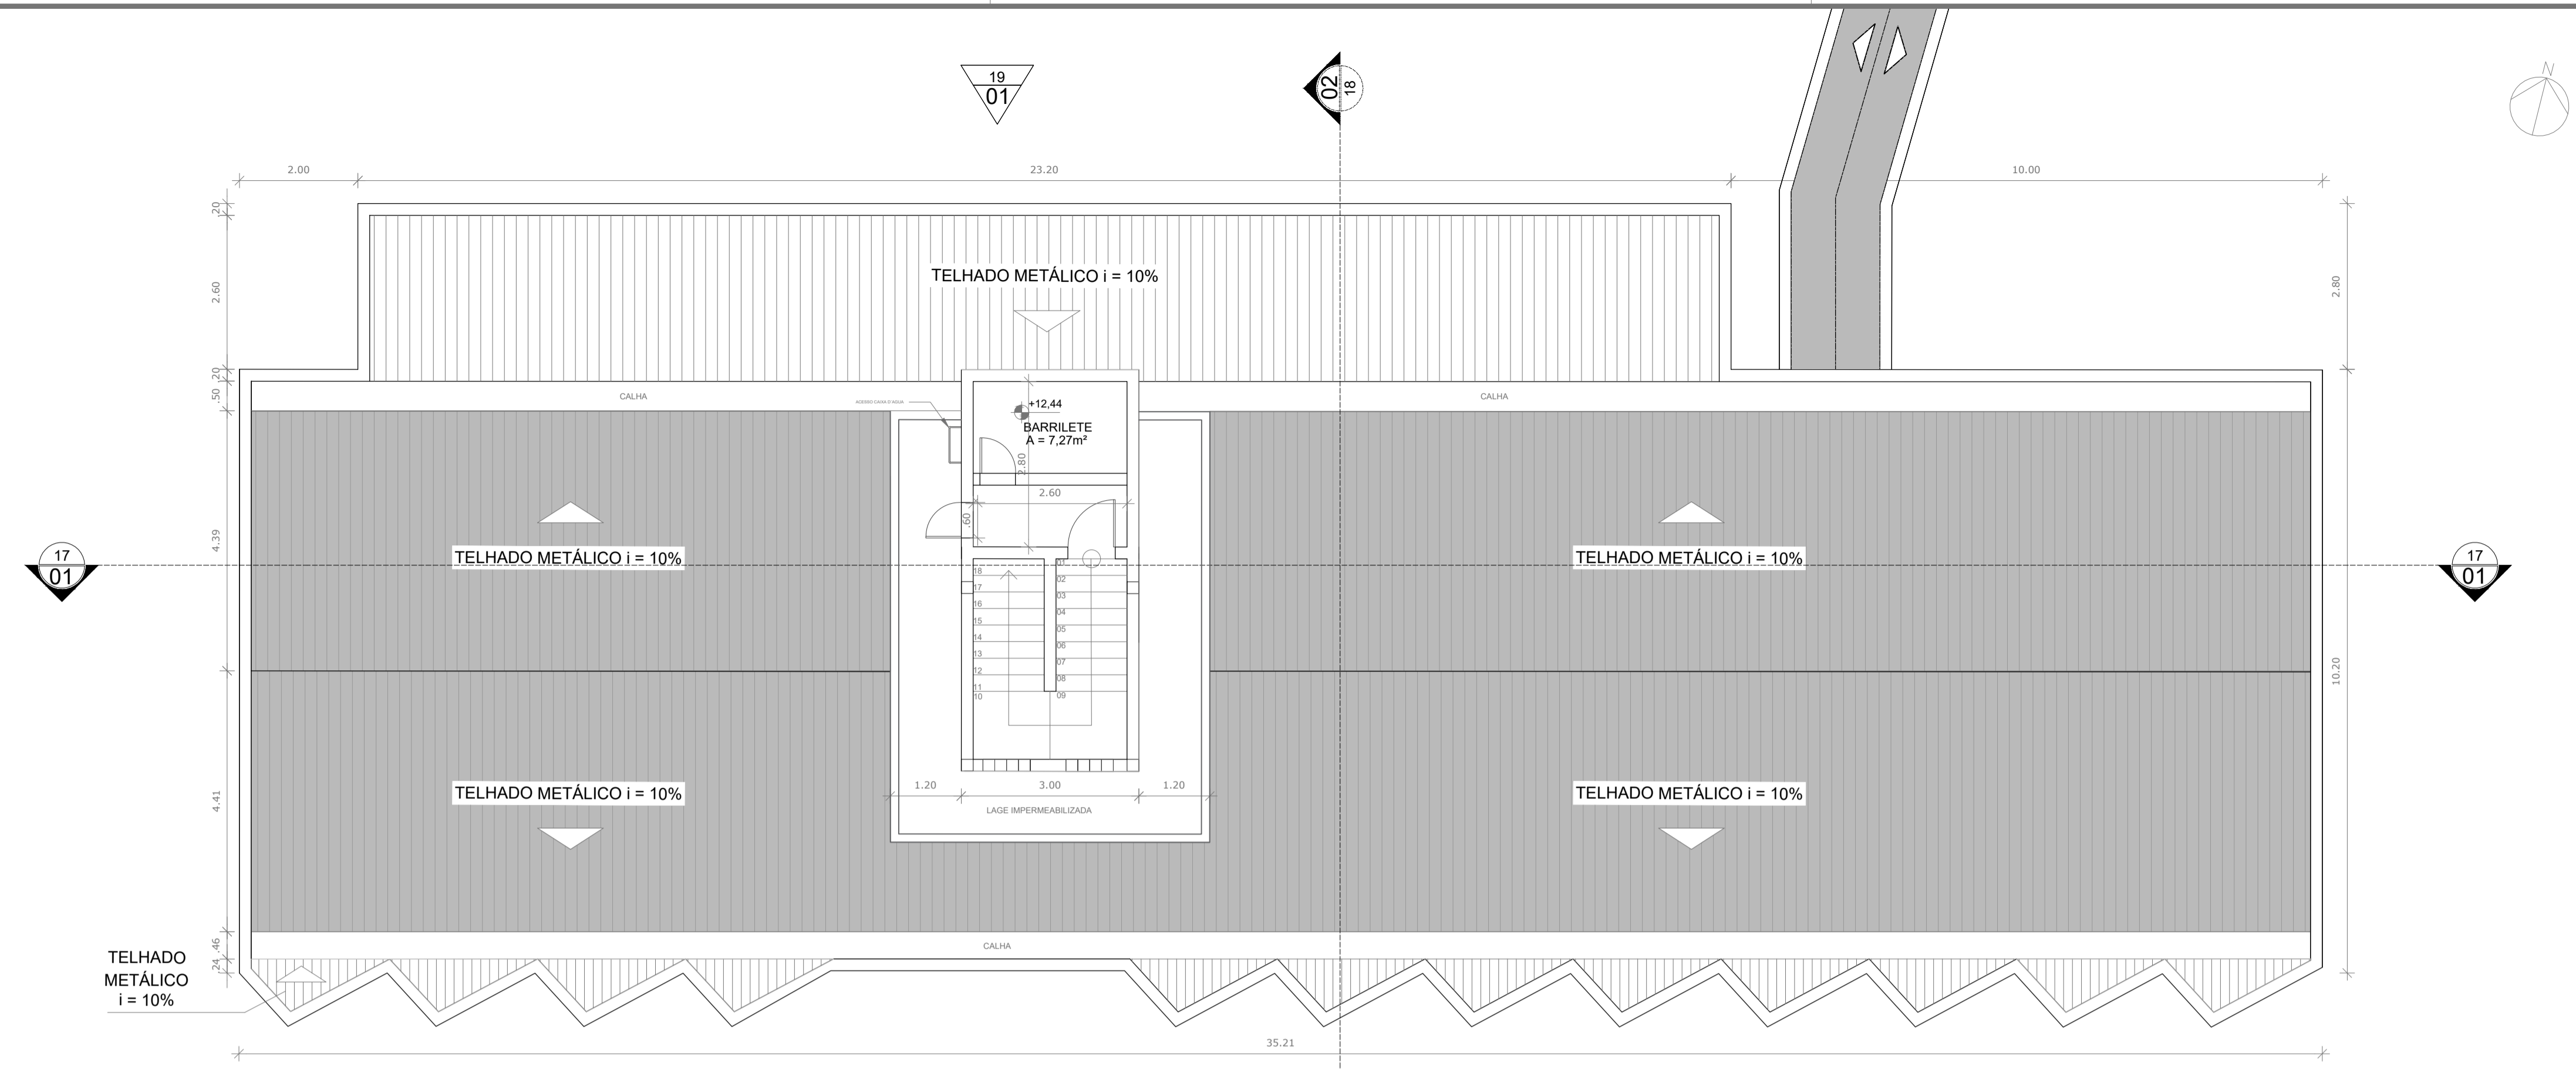 19
01
02
18
N
2.00
23.20
10.00
20
2.60
2.80
TELHADO METÁLICO i = 10%
20
.50
CALHA
CALHA
ACESSO CAIXA D'AGUA
+12,44
BARRILETE
A = 7,27m²
2.80
2.60
.60
4.39
TELHADO METÁLICO i = 10%
TELHADO METÁLICO i = 10%
17
01
17
01
18
17
16
15
14
13
12
11
10
01
02
03
04
05
06
07
08
09
10.20
4.41
TELHADO METÁLICO i = 10%
TELHADO METÁLICO i = 10%
1.20
3.00
1.20
LAGE IMPERMEABILIZADA
.46
24
CALHA
TELHADO
METÁLICO
i = 10%
35.21